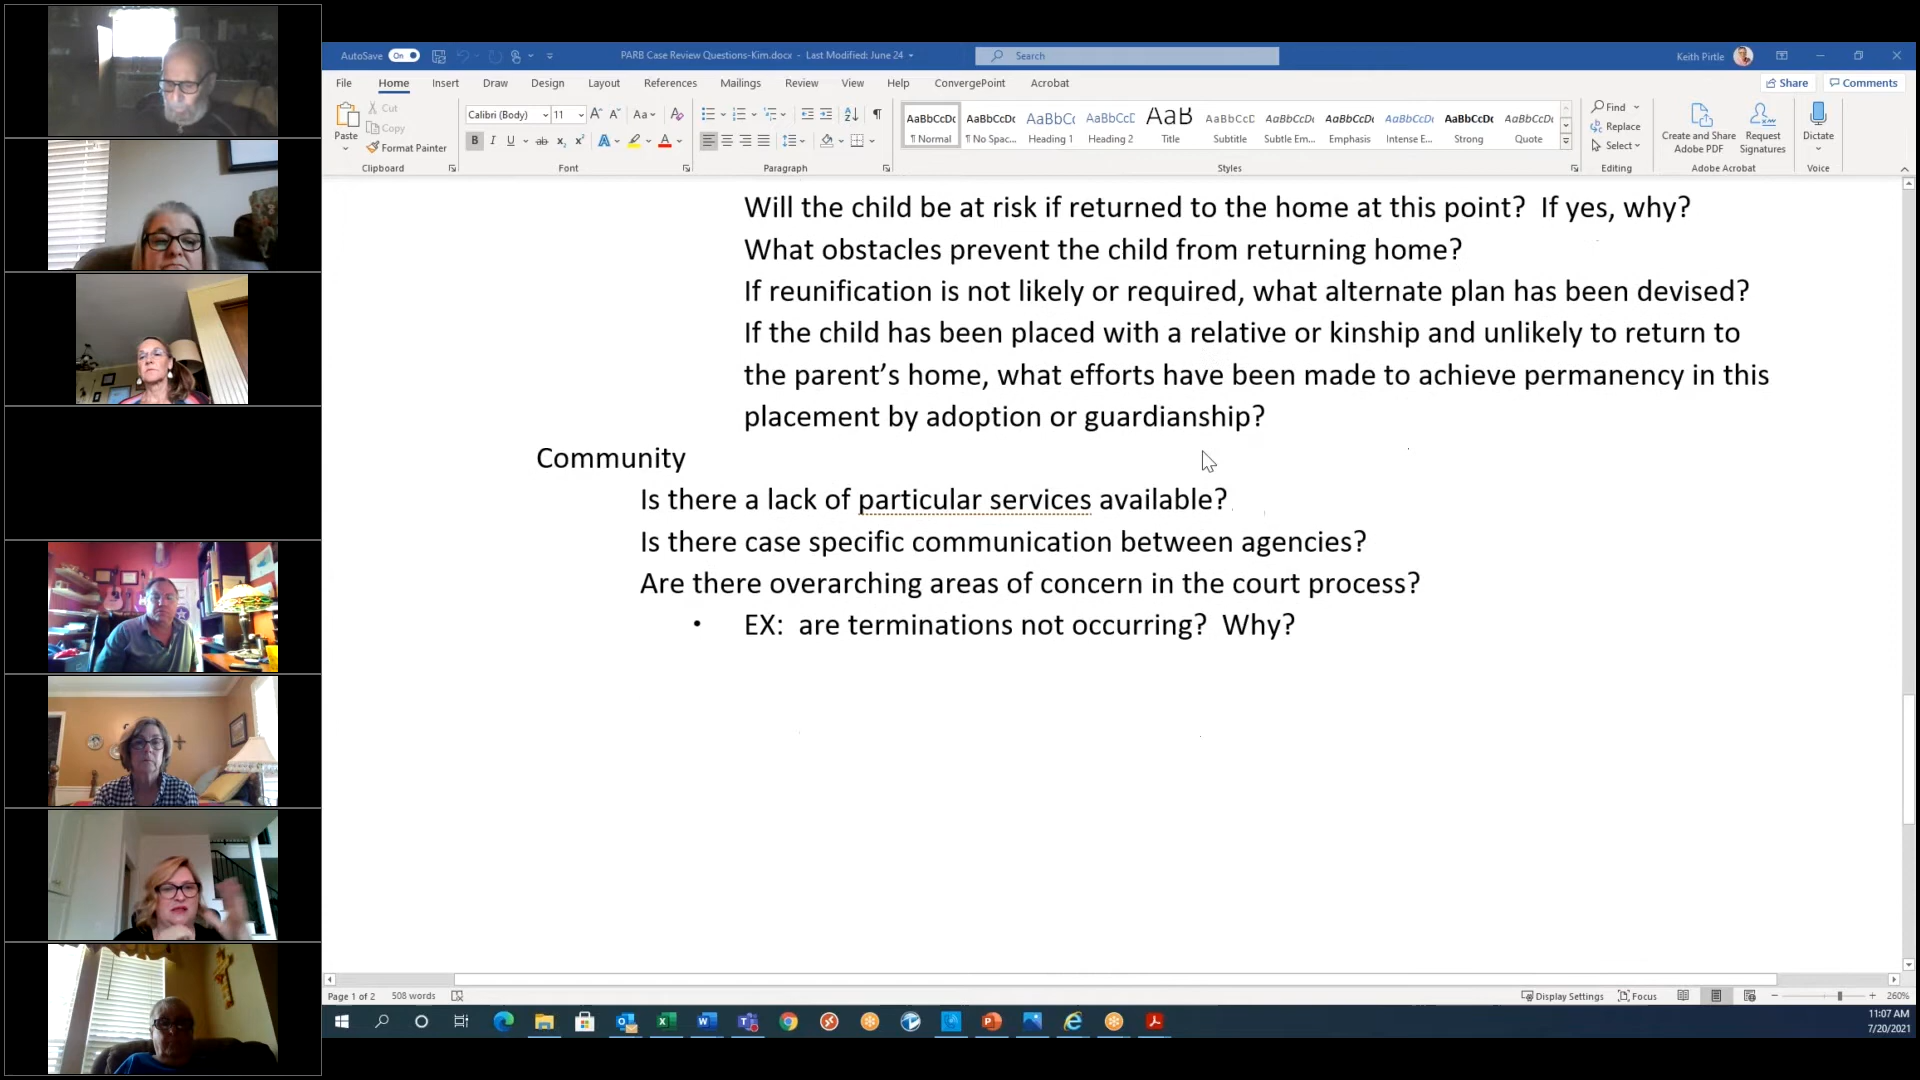 AutoSave On PARB Case Review Questions-Kim.docx - Last Modified: June 24 Search Keith Pirtle
File Home Insert Draw Design Layout References Mailings Review View Help ConvergePoint Acrobat Share Comments
Paste Cut Copy Format Painter Clipboard
Calibri (Body) 11 Font
Paragraph
AaBbCcDc AaBbCcDc AaBbCc AaBbCcC AaB AaBbCcC AaBbCcDc AaBbCcDc AaBbCcDc AaBbCcDc AaBbCcDc
¶ Normal ¶ No Spac... Heading 1 Heading 2 Title Subtitle Subtle Em... Emphasis Intense E... Strong Quote
Styles
Find Replace Select Editing
Create and Share Adobe PDF Request Signatures Adobe Acrobat
Dictate Voice
Will the child be at risk if returned to the home at this point?  If yes, why?
What obstacles prevent the child from returning home?
If reunification is not likely or required, what alternate plan has been devised?
If the child has been placed with a relative or kinship and unlikely to return to
the parent’s home, what efforts have been made to achieve permanency in this
placement by adoption or guardianship?
Community
Is there a lack of particular services available?
Is there case specific communication between agencies?
Are there overarching areas of concern in the court process?
• EX:  are terminations not occurring?  Why?
Page 1 of 2 508 words Display Settings Focus 260%
11:07 AM
7/20/2021